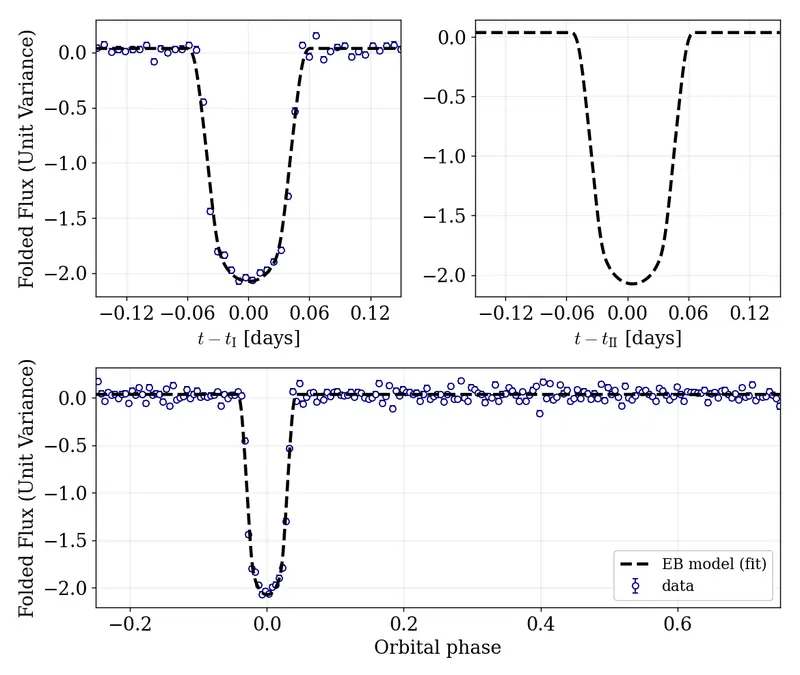 Folded Flux (Unit Variance)
0.0
−0.5
−1.0
−1.5
−2.0
−0.12 −0.06 0.00 0.06 0.12
t − tI [days]
0.0
−0.5
−1.0
−1.5
−2.0
−0.12 −0.06 0.00 0.06 0.12
t − tII [days]
Folded Flux (Unit Variance)
0.0
−0.5
−1.0
−1.5
−2.0
EB model (fit)
data
−0.2 0.0 0.2 0.4 0.6
Orbital phase